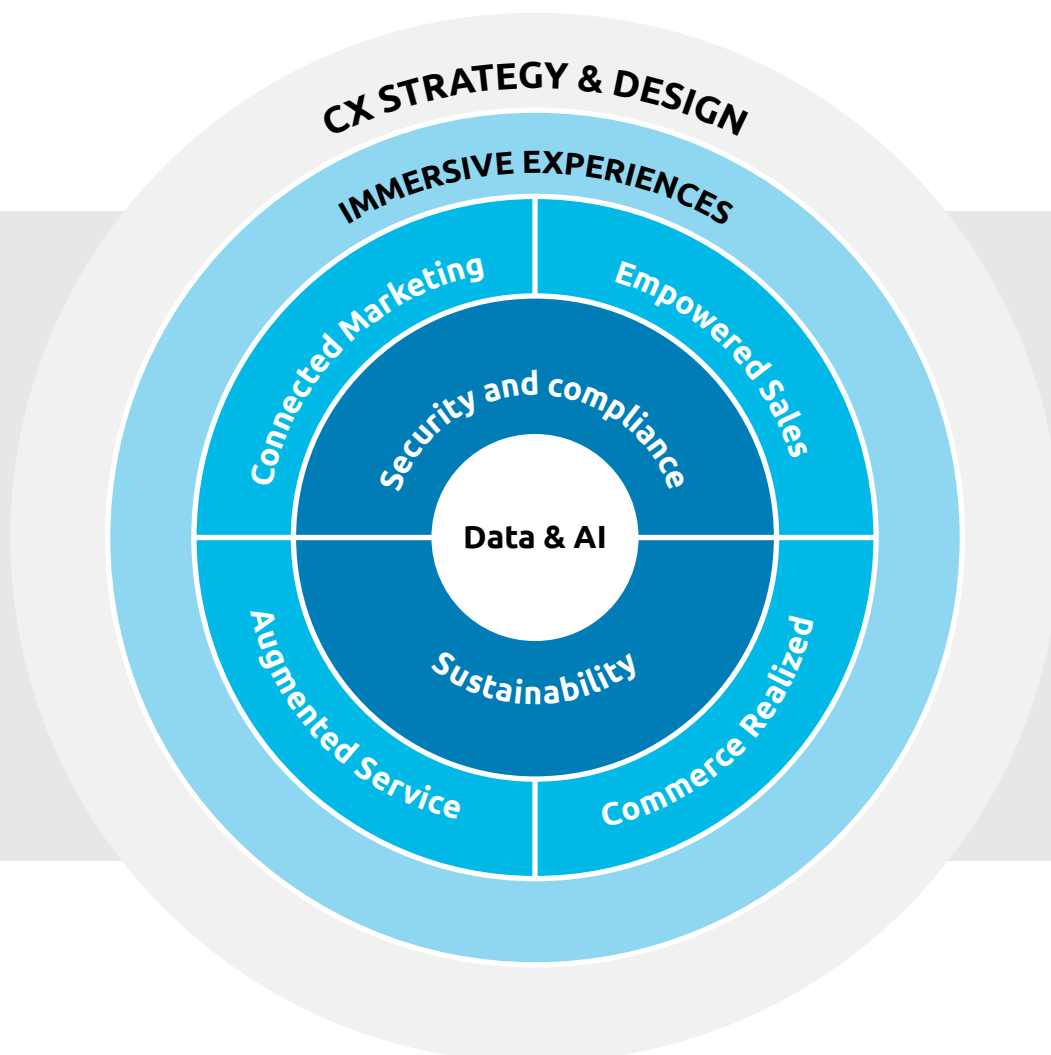 CX STRATEGY & DESIGN
IMMERSIVE EXPERIENCES
Connected Marketing
Empowered Sales
Security and compliance
Data & AI
Sustainability
Augmented Service
Commerce Realized